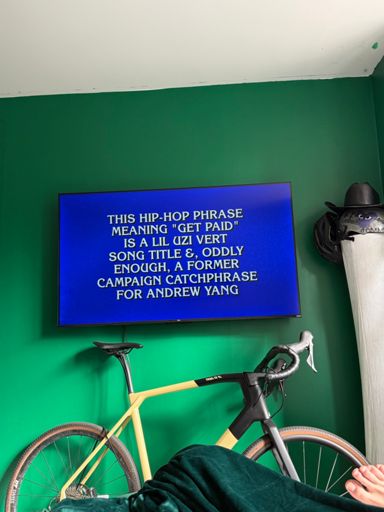 THIS HIP-HOP PHRASE
MEANING "GET PAID"
IS A LIL UZI VERT
SONG TITLE &, ODDLY
ENOUGH, A FORMER
CAMPAIGN CATCHPHRASE
FOR ANDREW YANG